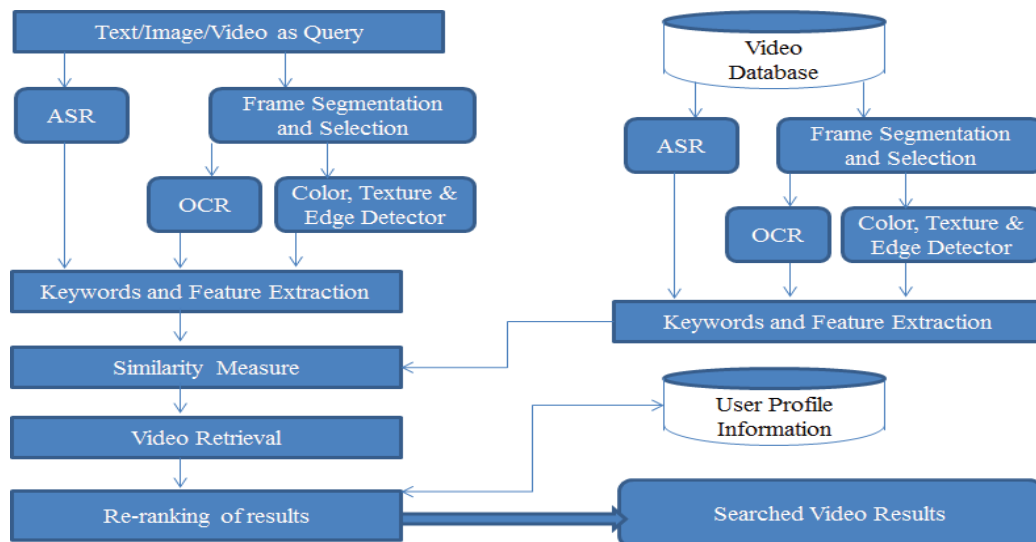 Text/Image/Video as Query
ASR
Frame Segmentation
and Selection
OCR
Color, Texture &
Edge Detector
Keywords and Feature Extraction
Similarity Measure
Video Retrieval
Re-ranking of results
Video
Database
ASR
Frame Segmentation
and Selection
OCR
Color, Texture &
Edge Detector
Keywords and Feature Extraction
User Profile
Information
Searched Video Results